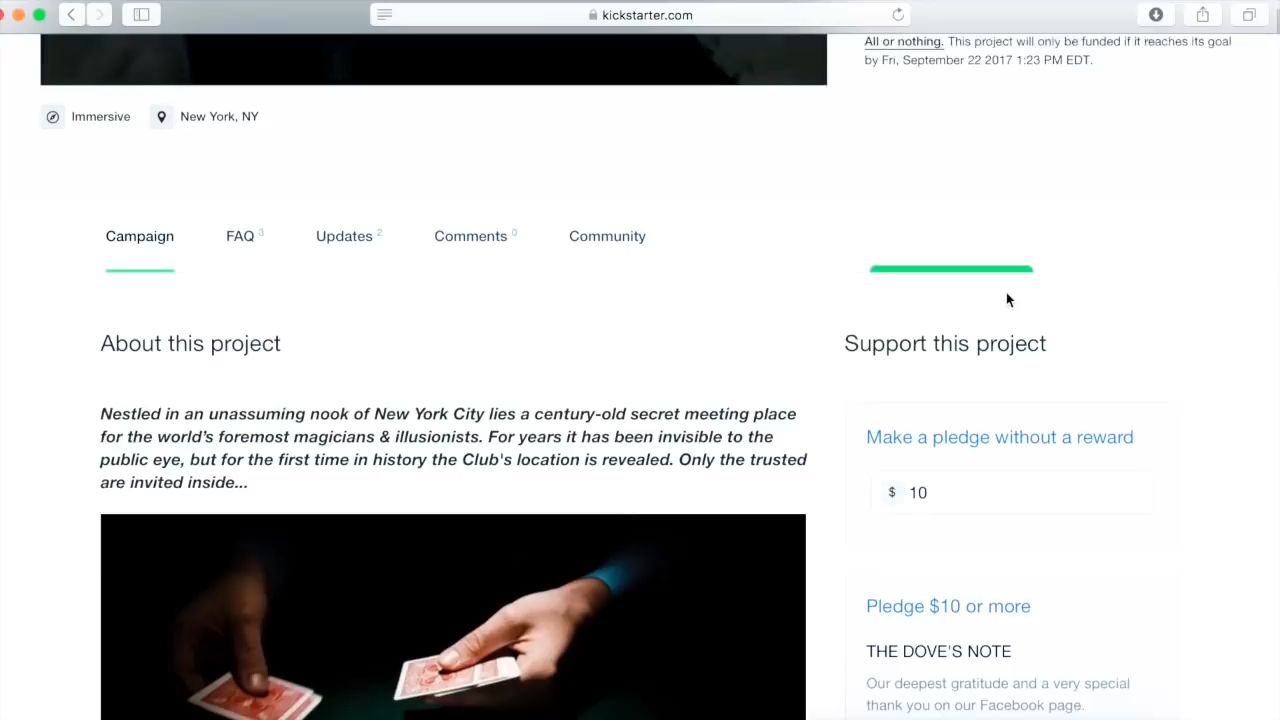 kickstarter.com
All or nothing. This project will only be funded if it reaches its goal
by Fri, September 22 2017 1:23 PM EDT.
Immersive New York, NY
Campaign FAQ 3 Updates 2 Comments 0 Community
About this project
Support this project
Nestled in an unassuming nook of New York City lies a century-old secret meeting place
for the world's foremost magicians & illusionists. For years it has been invisible to the
public eye, but for the first time in history the Club's location is revealed. Only the trusted
are invited inside...
Make a pledge without a reward
$ 10
Pledge $10 or more
THE DOVE'S NOTE
Our deepest gratitude and a very special
thank you on our Facebook page.